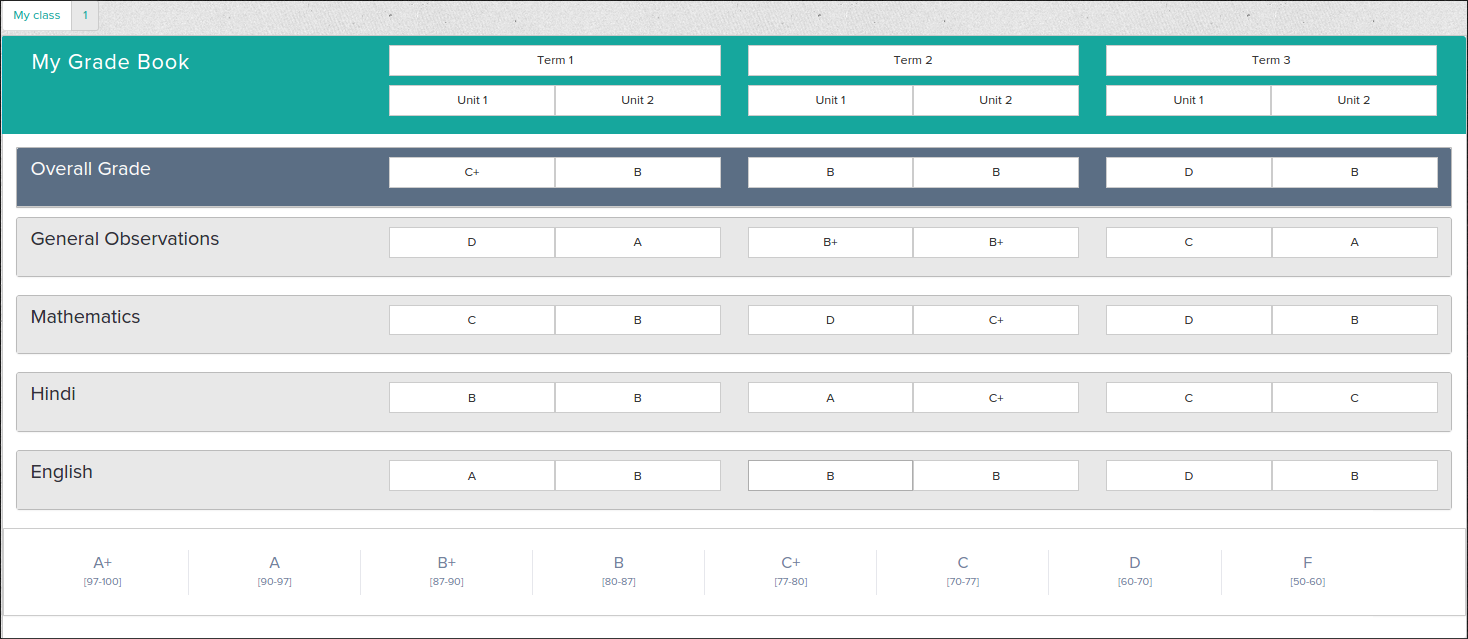 My class 1
My Grade Book Term 1 Term 2 Term 3
Unit 1 Unit 2 Unit 1 Unit 2 Unit 1 Unit 2
Overall Grade C+ B B B D B
General Observations D A B+ B+ C A
Mathematics C B D C+ D B
Hindi B B A C+ C C
English A B B B D B
A+ A B+ B C+ C D F
[97-100] [90-97] [87-90] [80-87] [77-80] [70-77] [60-70] [50-60]